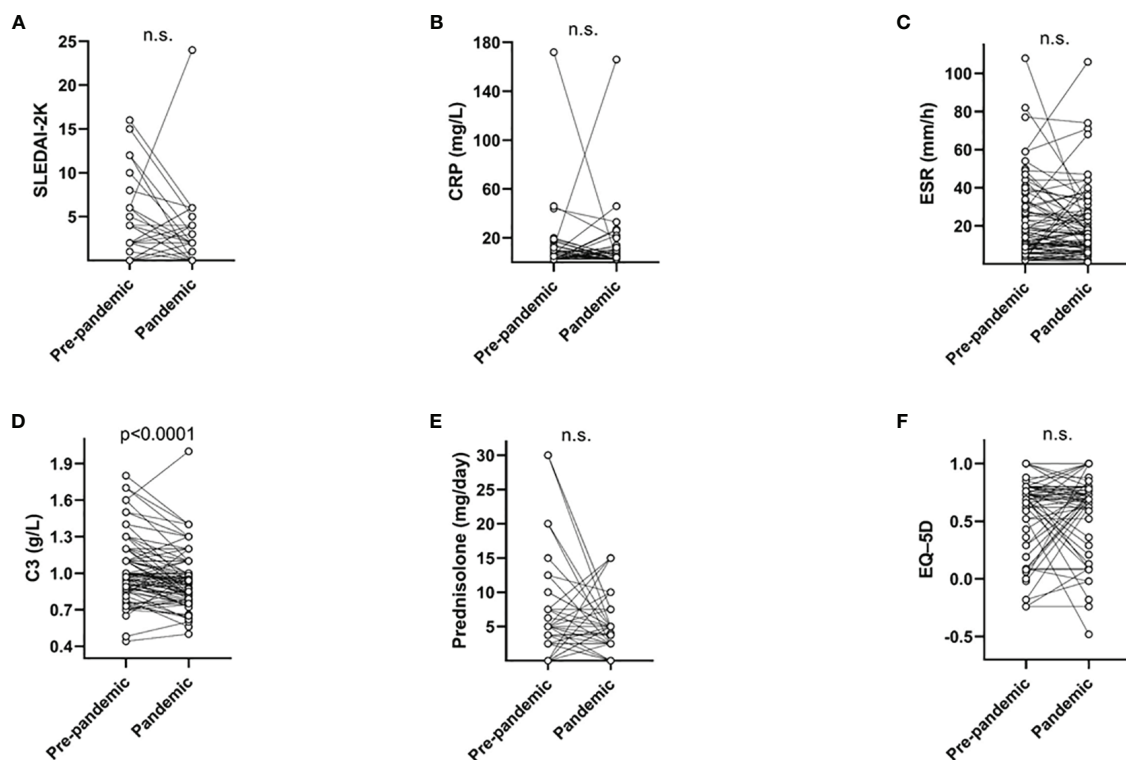 A
n.s.
SLEDAI-2K
25
20
15
10
5
Pre-pandemic
Pandemic
B
n.s.
CRP (mg/L)
180
140
100
60
20
Pre-pandemic
Pandemic
C
n.s.
ESR (mm/h)
100
80
60
40
20
Pre-pandemic
Pandemic
D
p<0.0001
C3 (g/L)
1.9
1.6
1.3
1.0
0.7
0.4
Pre-pandemic
Pandemic
E
n.s.
Prednisolone (mg/day)
30
25
20
15
10
5
Pre-pandemic
Pandemic
F
n.s.
EQ–5D
1.0
0.5
0.0
-0.5
Pre-pandemic
Pandemic